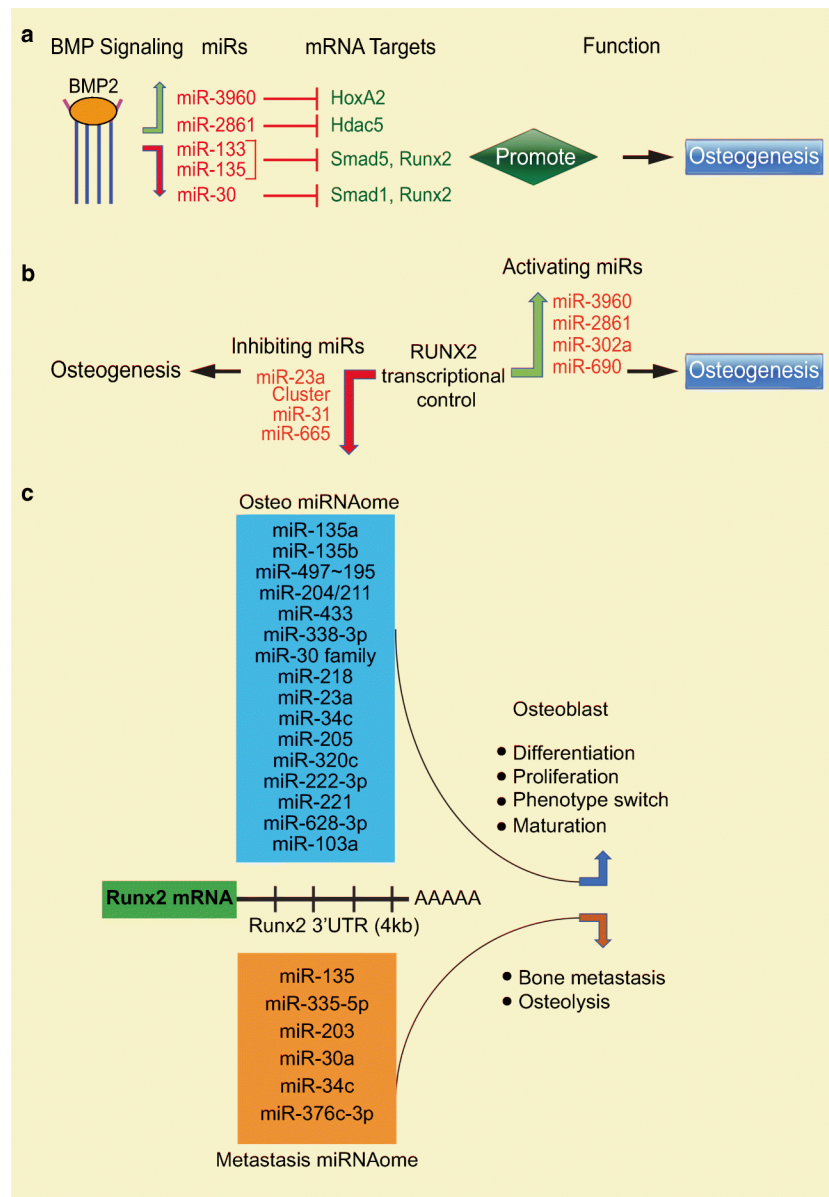 a
BMP Signaling miRs mRNA Targets Function
BMP2
miR-3960 HoxA2
miR-2861 Hdac5
miR-133
miR-135
Smad5, Runx2
Promote
Osteogenesis
miR-30 Smad1, Runx2
b
Activating miRs
miR-3960
miR-2861
miR-302a
miR-690
Inhibiting miRs
RUNX2
transcriptional
control
Osteogenesis
miR-23a
Cluster
miR-31
miR-665
Osteogenesis
c
Osteo miRNAome
miR-135a
miR-135b
miR-497~195
miR-204/211
miR-433
miR-338-3p
miR-30 family
miR-218
miR-23a
miR-34c
miR-205
miR-320c
miR-222-3p
miR-221
miR-628-3p
miR-103a
Osteoblast
• Differentiation
• Proliferation
• Phenotype switch
• Maturation
Runx2 mRNA AAAAA
Runx2 3'UTR (4kb)
miR-135
miR-335-5p
miR-203
miR-30a
miR-34c
miR-376c-3p
Metastasis miRNAome
• Bone metastasis
• Osteolysis